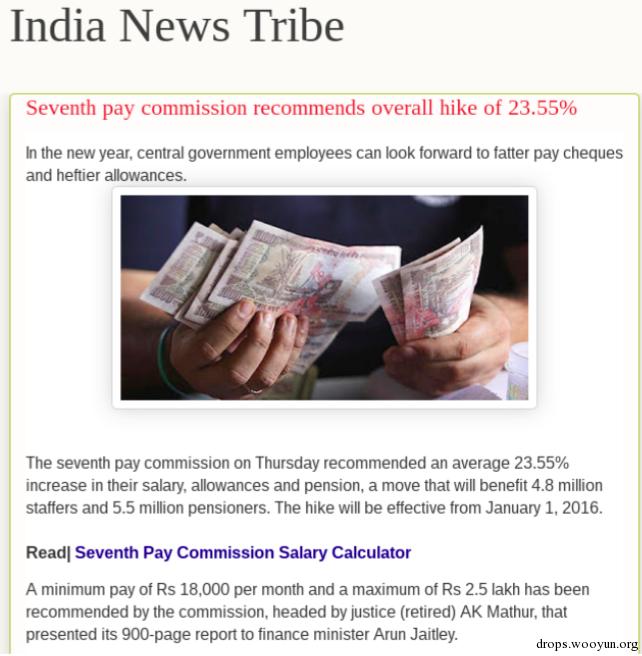 India News Tribe
Seventh pay commission recommends overall hike of 23.55%
In the new year, central government employees can look forward to fatter pay cheques
and heftier allowances.
The seventh pay commission on Thursday recommended an average 23.55%
increase in their salary, allowances and pension, a move that will benefit 4.8 million
staffers and 5.5 million pensioners. The hike will be effective from January 1, 2016.
Read| Seventh Pay Commission Salary Calculator
A minimum pay of Rs 18,000 per month and a maximum of Rs 2.5 lakh has been
recommended by the commission, headed by justice (retired) AK Mathur, that
presented its 900-page report to finance minister Arun Jaitley.
drops.wooyun.org